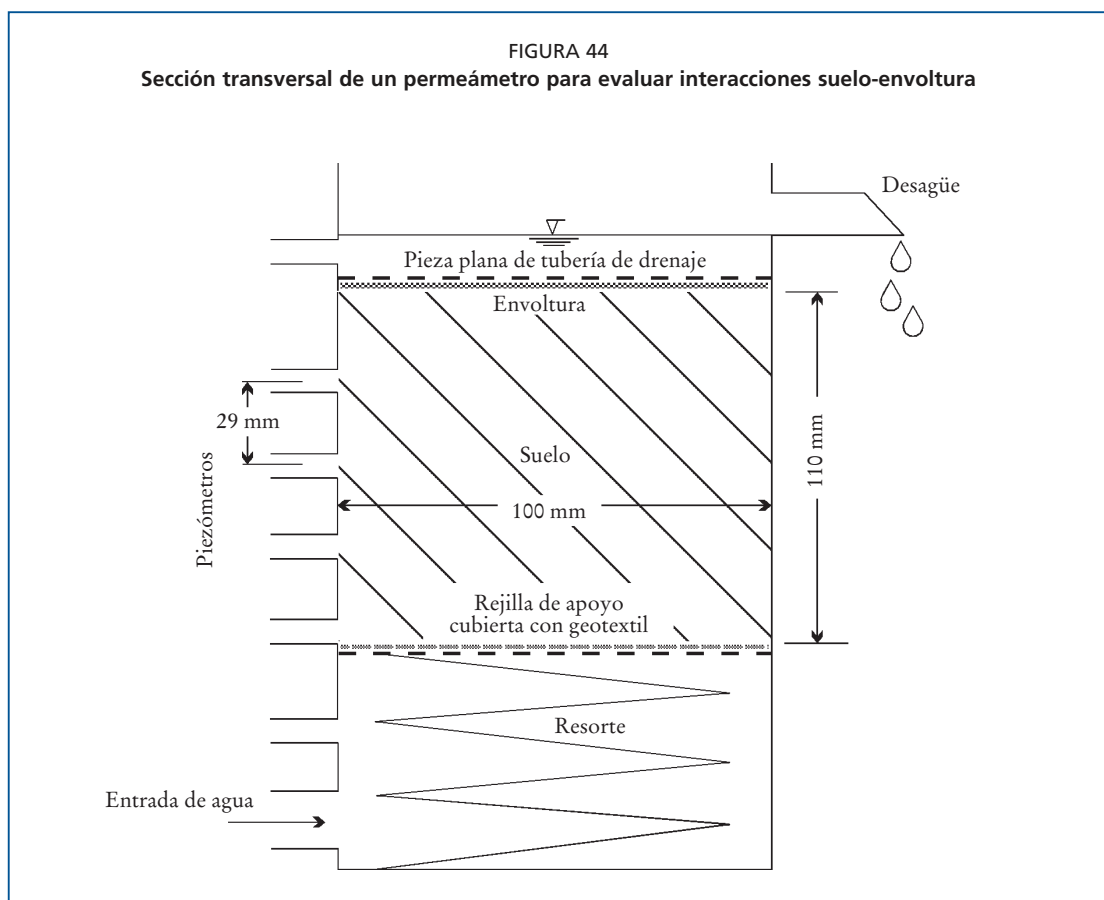 FIGURA 44
Sección transversal de un permeámetro para evaluar interacciones suelo-envoltura
Desagüe
Pieza plana de tubería de drenaje
Envoltura
29 mm
Suelo
110 mm
100 mm
Piezómetros
Rejilla de apoyo
cubierta con geotextil
Resorte
Entrada de agua